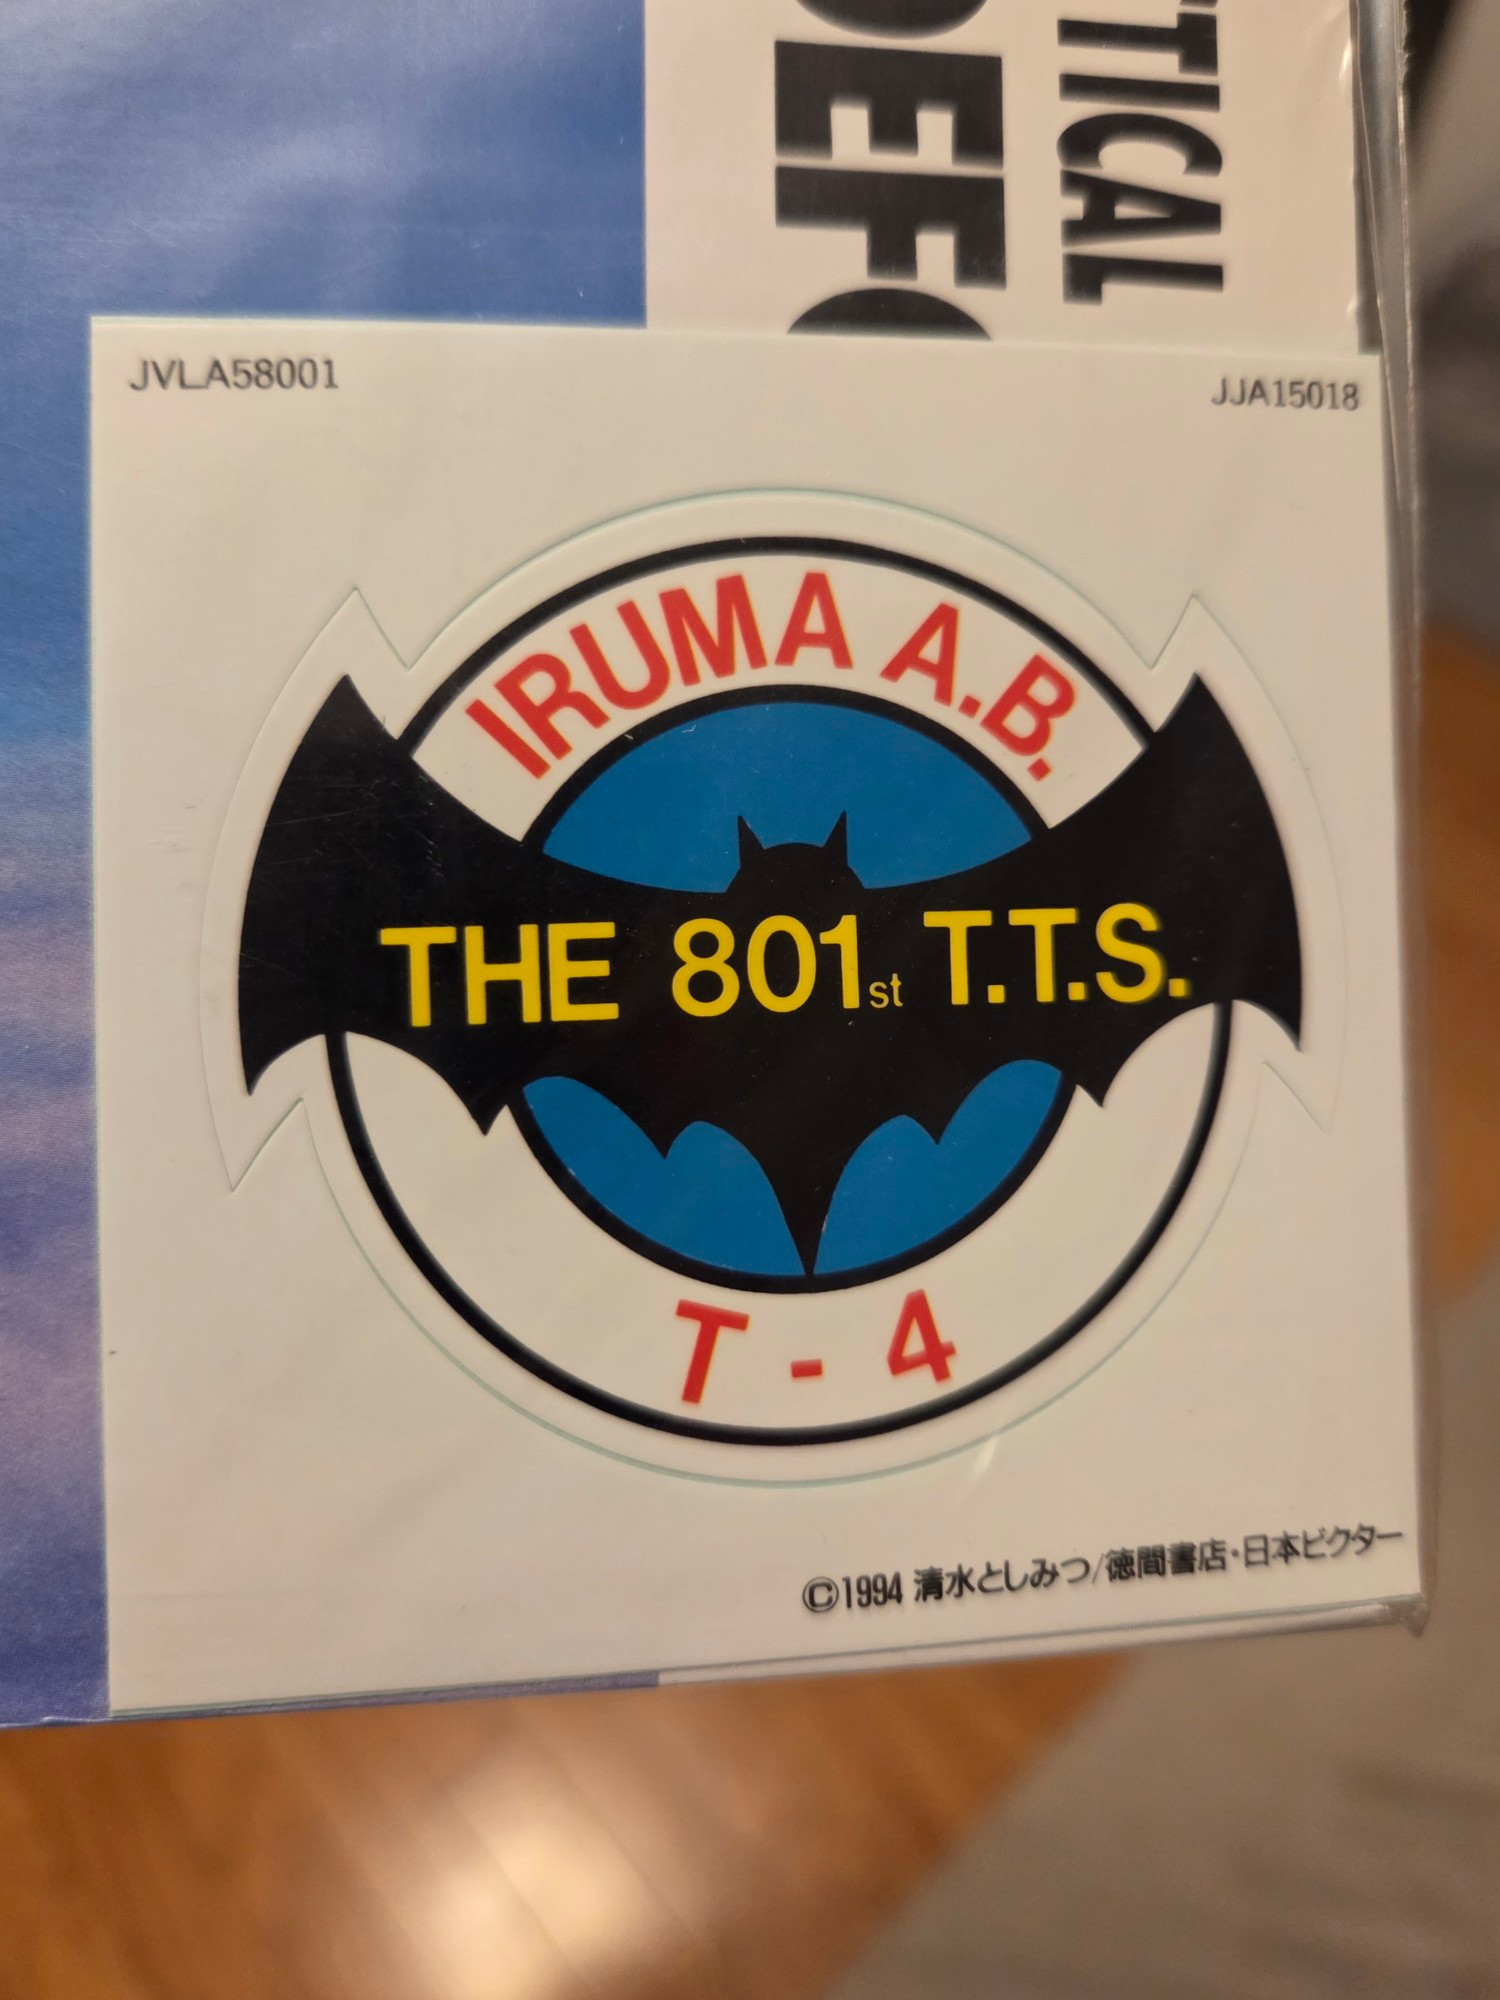 TICAL
DEF
JVLA58001
JJA15018
IRUMA A.B.
THE 801st T.T.S.
T-4
©1994 清水としみつ/徳間書店・日本ビクター